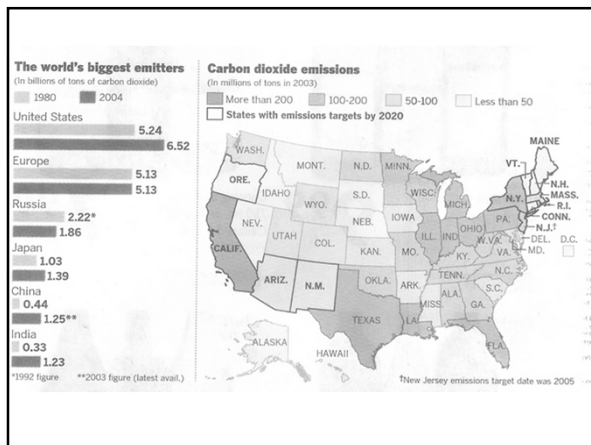 The world's biggest emitters
(In billions of tons of carbon dioxide)
1980 2004
United States
5.24
6.52
Europe
5.13
5.13
Russia
2.22*
1.86
Japan
1.03
1.39
China
0.44
1.25**
India
0.33
1.23
*1992 figure **2003 figure (latest avail.)
Carbon dioxide emissions
(In millions of tons in 2003)
More than 200 100-200 50-100 Less than 50
States with emissions targets by 2020
WASH.
ORE.
CALIF.
IDAHO
NEV.
MONT.
WYO.
UTAH
COL.
ARIZ.
N.M.
N.D.
S.D.
NEB.
KAN.
OKLA.
TEXAS
MINN.
IOWA
MO.
ARK.
LA.
WISC.
ILL.
MICH.
IND.
OHIO
KY.
TENN.
MISS.
ALA.
GA.
FLA.
S.C.
N.C.
VA.
W.VA.
PA.
N.Y.
VT.
MAINE
N.H.
MASS.
R.I.
CONN.
N.J.†
DEL.
MD.
D.C.
ALASKA
HAWAII
†New Jersey emissions target date was 2005